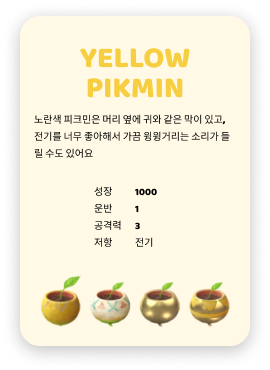 YELLOW
PIKMIN
노란색 피크민은 머리 옆에 귀와 같은 막이 있고,
전기를 너무 좋아해서 가끔 윙윙거리는 소리가 들
릴 수도 있어요
성장 1000
운반 1
공격력 3
저항 전기